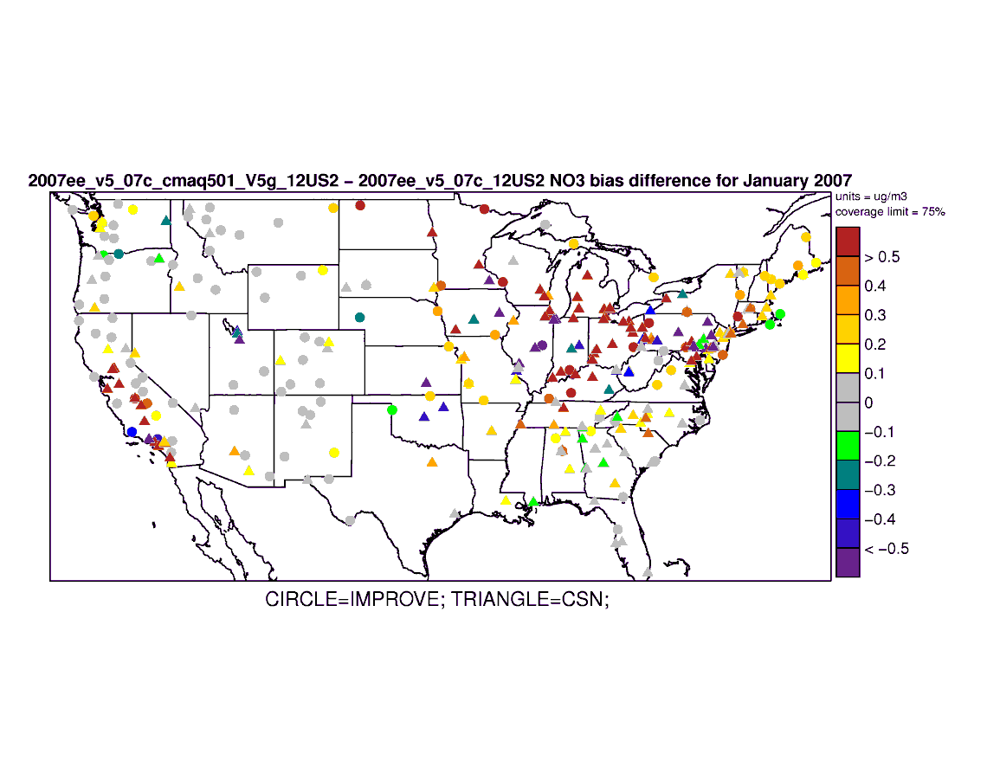 2007ee_v5_07c_cmaq501_V5g_12US2 − 2007ee_v5_07c_12US2 NO3 bias difference for January 2007
units = ug/m3
coverage limit = 75%
> 0.5
0.4
0.3
0.2
0.1
0
−0.1
−0.2
−0.3
−0.4
< −0.5
CIRCLE=IMPROVE; TRIANGLE=CSN;